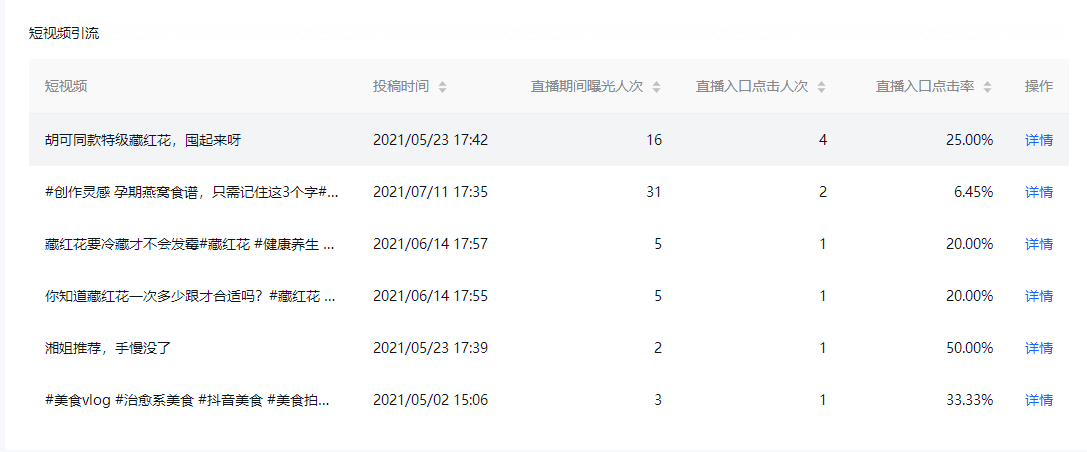 短视频引流
短视频 投稿时间 直播期间曝光人次 直播入口点击人次 直播入口点击率 操作
胡可同款特级藏红花，囤起来呀 2021/05/23 17:42 16 4 25.00% 详情
#创作灵感 孕期燕窝食谱，只需记住这3个字#... 2021/07/11 17:35 31 2 6.45% 详情
藏红花要冷藏才不会发霉#藏红花 #健康养生 ... 2021/06/14 17:57 5 1 20.00% 详情
你知道藏红花一次多少跟才合适吗？#藏红花 ... 2021/06/14 17:55 5 1 20.00% 详情
湘姐推荐，手慢没了 2021/05/23 17:39 2 1 50.00% 详情
#美食vlog #治愈系美食 #抖音美食 #美食拍... 2021/05/02 15:06 3 1 33.33% 详情